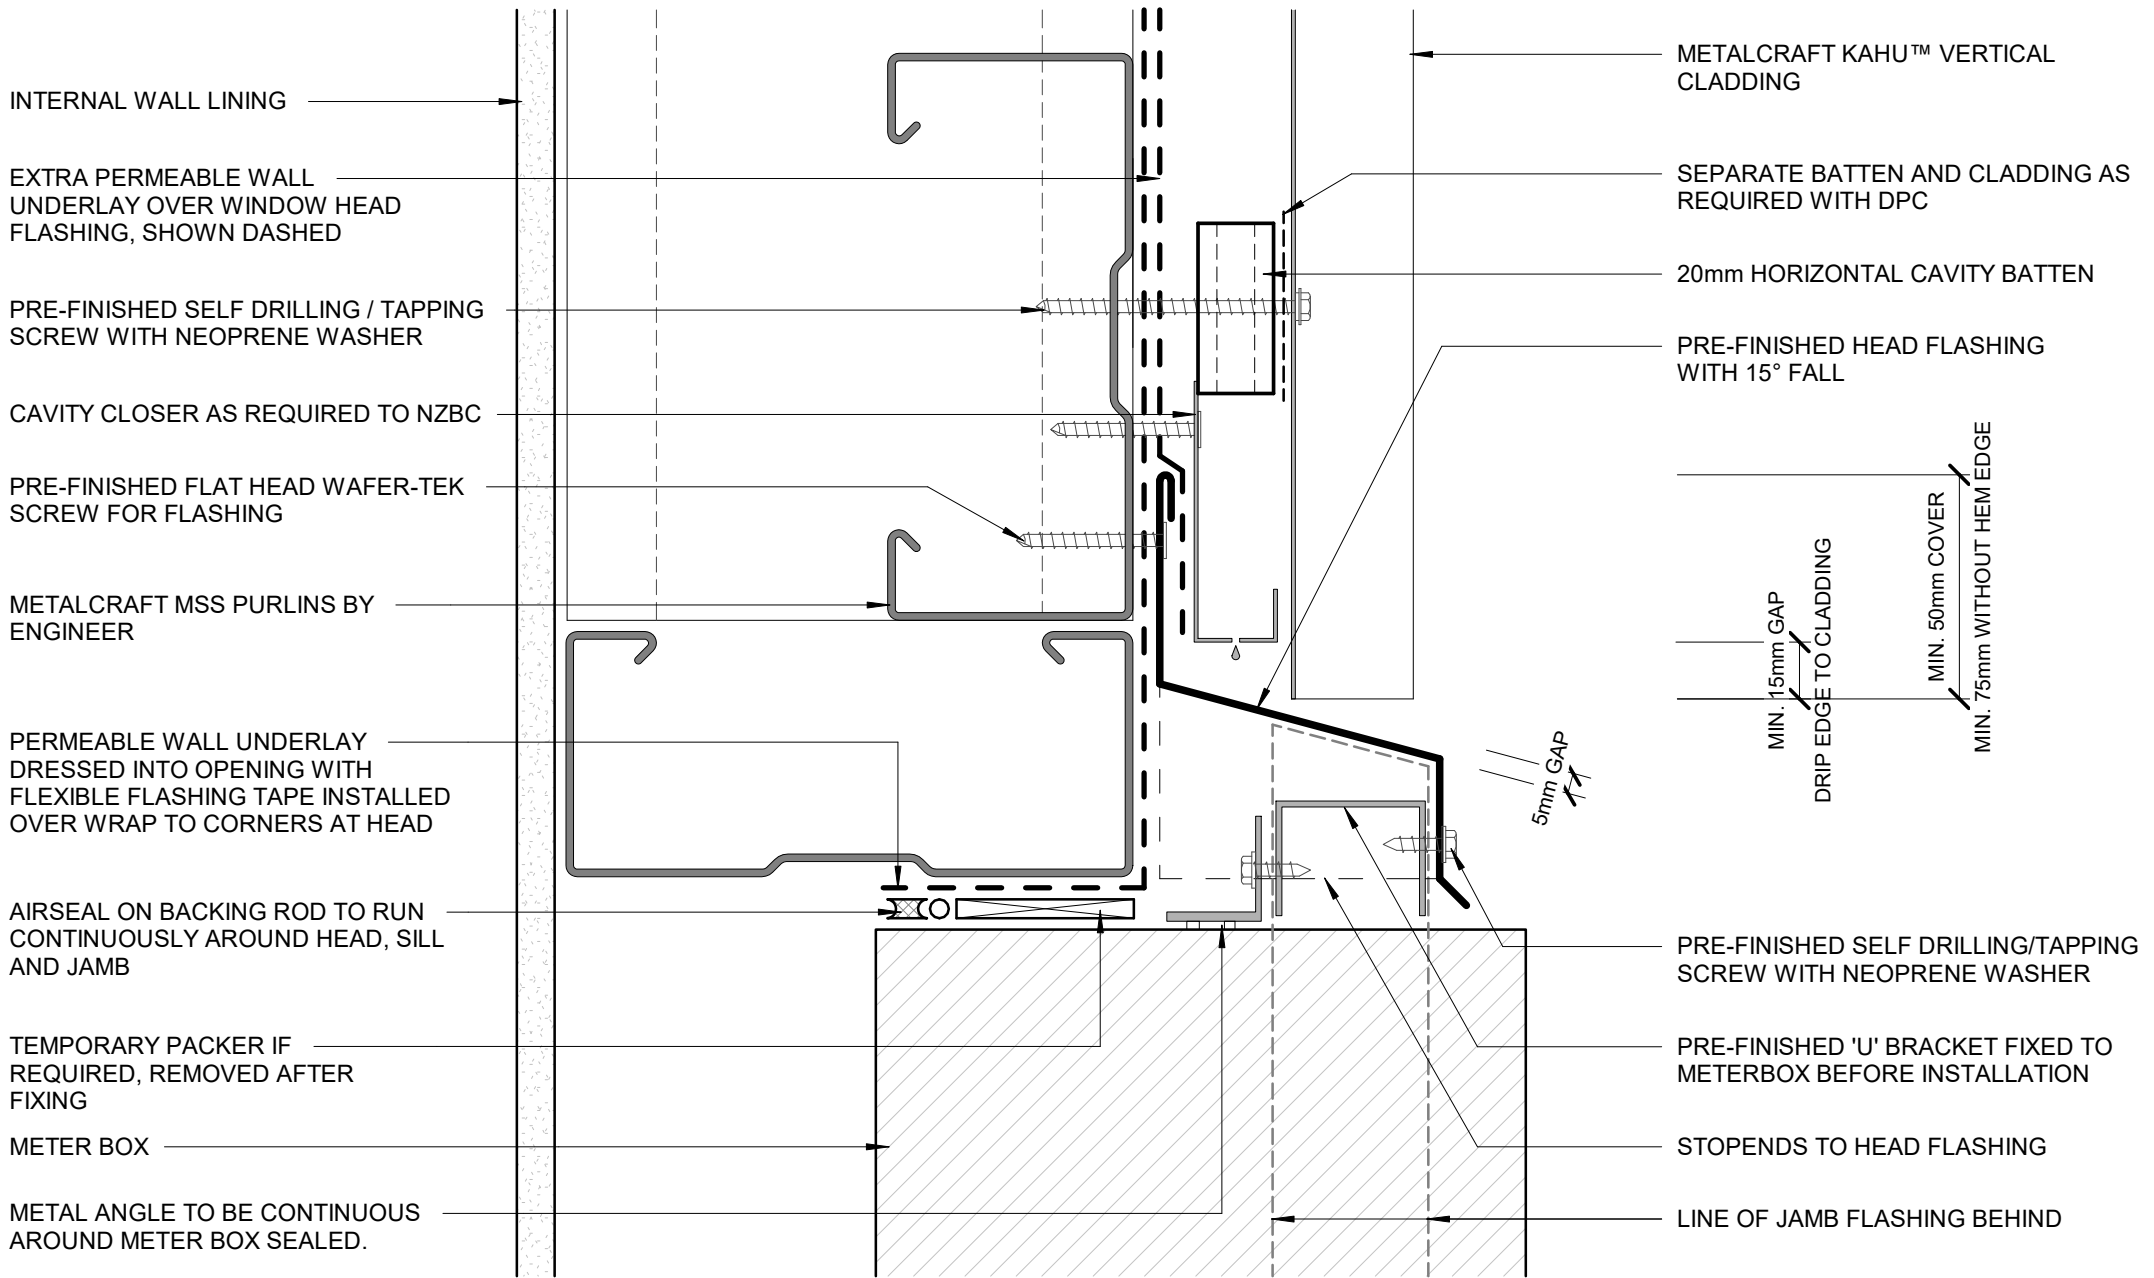 INTERNAL WALL LINING
EXTRA PERMEABLE WALL
UNDERLAY OVER WINDOW HEAD
FLASHING, SHOWN DASHED
PRE-FINISHED SELF DRILLING / TAPPING
SCREW WITH NEOPRENE WASHER
CAVITY CLOSER AS REQUIRED TO NZBC
PRE-FINISHED FLAT HEAD WAFER-TEK
SCREW FOR FLASHING
METALCRAFT MSS PURLINS BY
ENGINEER
PERMEABLE WALL UNDERLAY
DRESSED INTO OPENING WITH
FLEXIBLE FLASHING TAPE INSTALLED
OVER WRAP TO CORNERS AT HEAD
AIRSEAL ON BACKING ROD TO RUN
CONTINUOUSLY AROUND HEAD, SILL
AND JAMB
TEMPORARY PACKER IF
REQUIRED, REMOVED AFTER
FIXING
METER BOX
METAL ANGLE TO BE CONTINUOUS
AROUND METER BOX SEALED.
METALCRAFT KAHU™ VERTICAL
CLADDING
SEPARATE BATTEN AND CLADDING AS
REQUIRED WITH DPC
20mm HORIZONTAL CAVITY BATTEN
PRE-FINISHED HEAD FLASHING
WITH 15° FALL
5mm GAP
MIN. 15mm GAP
DRIP EDGE TO CLADDING
MIN. 50mm COVER
MIN. 75mm WITHOUT HEM EDGE
PRE-FINISHED SELF DRILLING/TAPPING
SCREW WITH NEOPRENE WASHER
PRE-FINISHED 'U' BRACKET FIXED TO
METERBOX BEFORE INSTALLATION
STOPENDS TO HEAD FLASHING
LINE OF JAMB FLASHING BEHIND